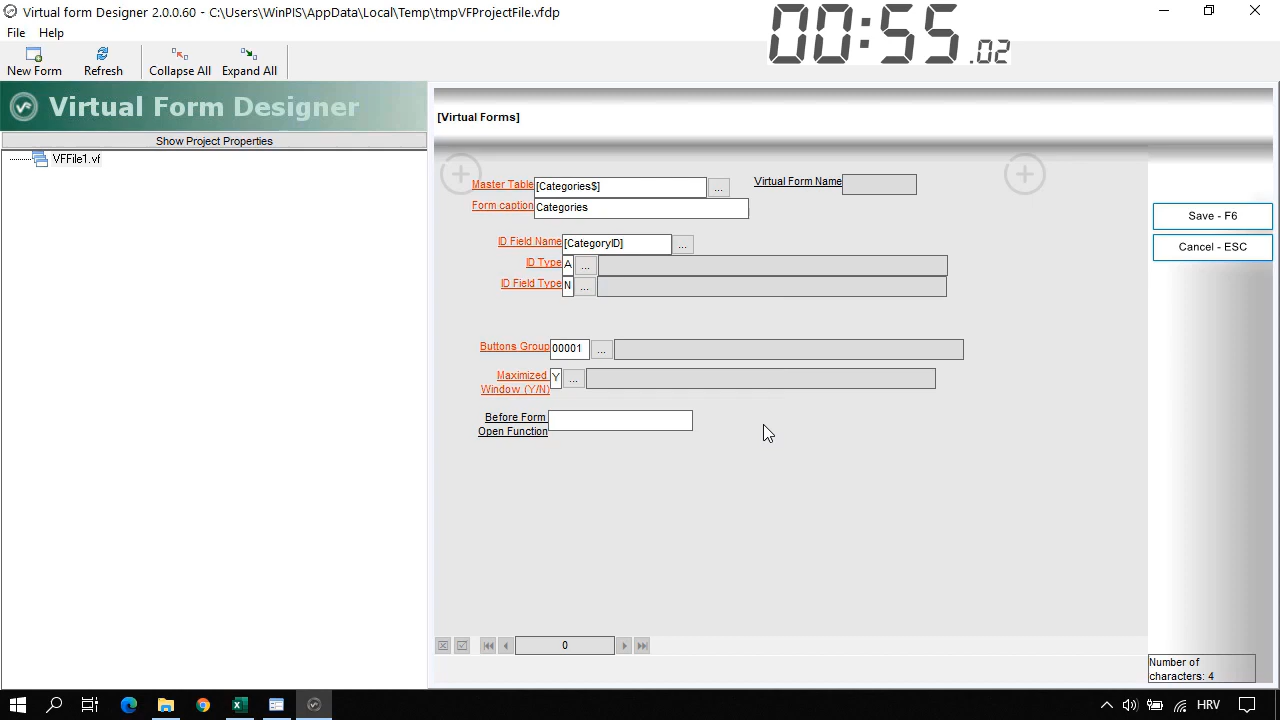 Virtual form Designer 2.0.0.60 - C:\Users\WinPIS\AppData\Local\Temp\tmpVFProjectFile.vfdp
00:55.02
File Help
New Form Refresh Collapse All Expand All
Virtual Form Designer
Show Project Properties
VFFile1.vf
[Virtual Forms]
Master Table [Categories$] ... Virtual Form Name
Form caption Categories
ID Field Name [CategoryID] ...
ID Type A ...
ID Field Type N ...
Buttons Group 00001 ...
Maximized Y ...
Window (Y/N)
Before Form
Open Function
Save - F6
Cancel - ESC
0
Number of
characters: 4
HRV